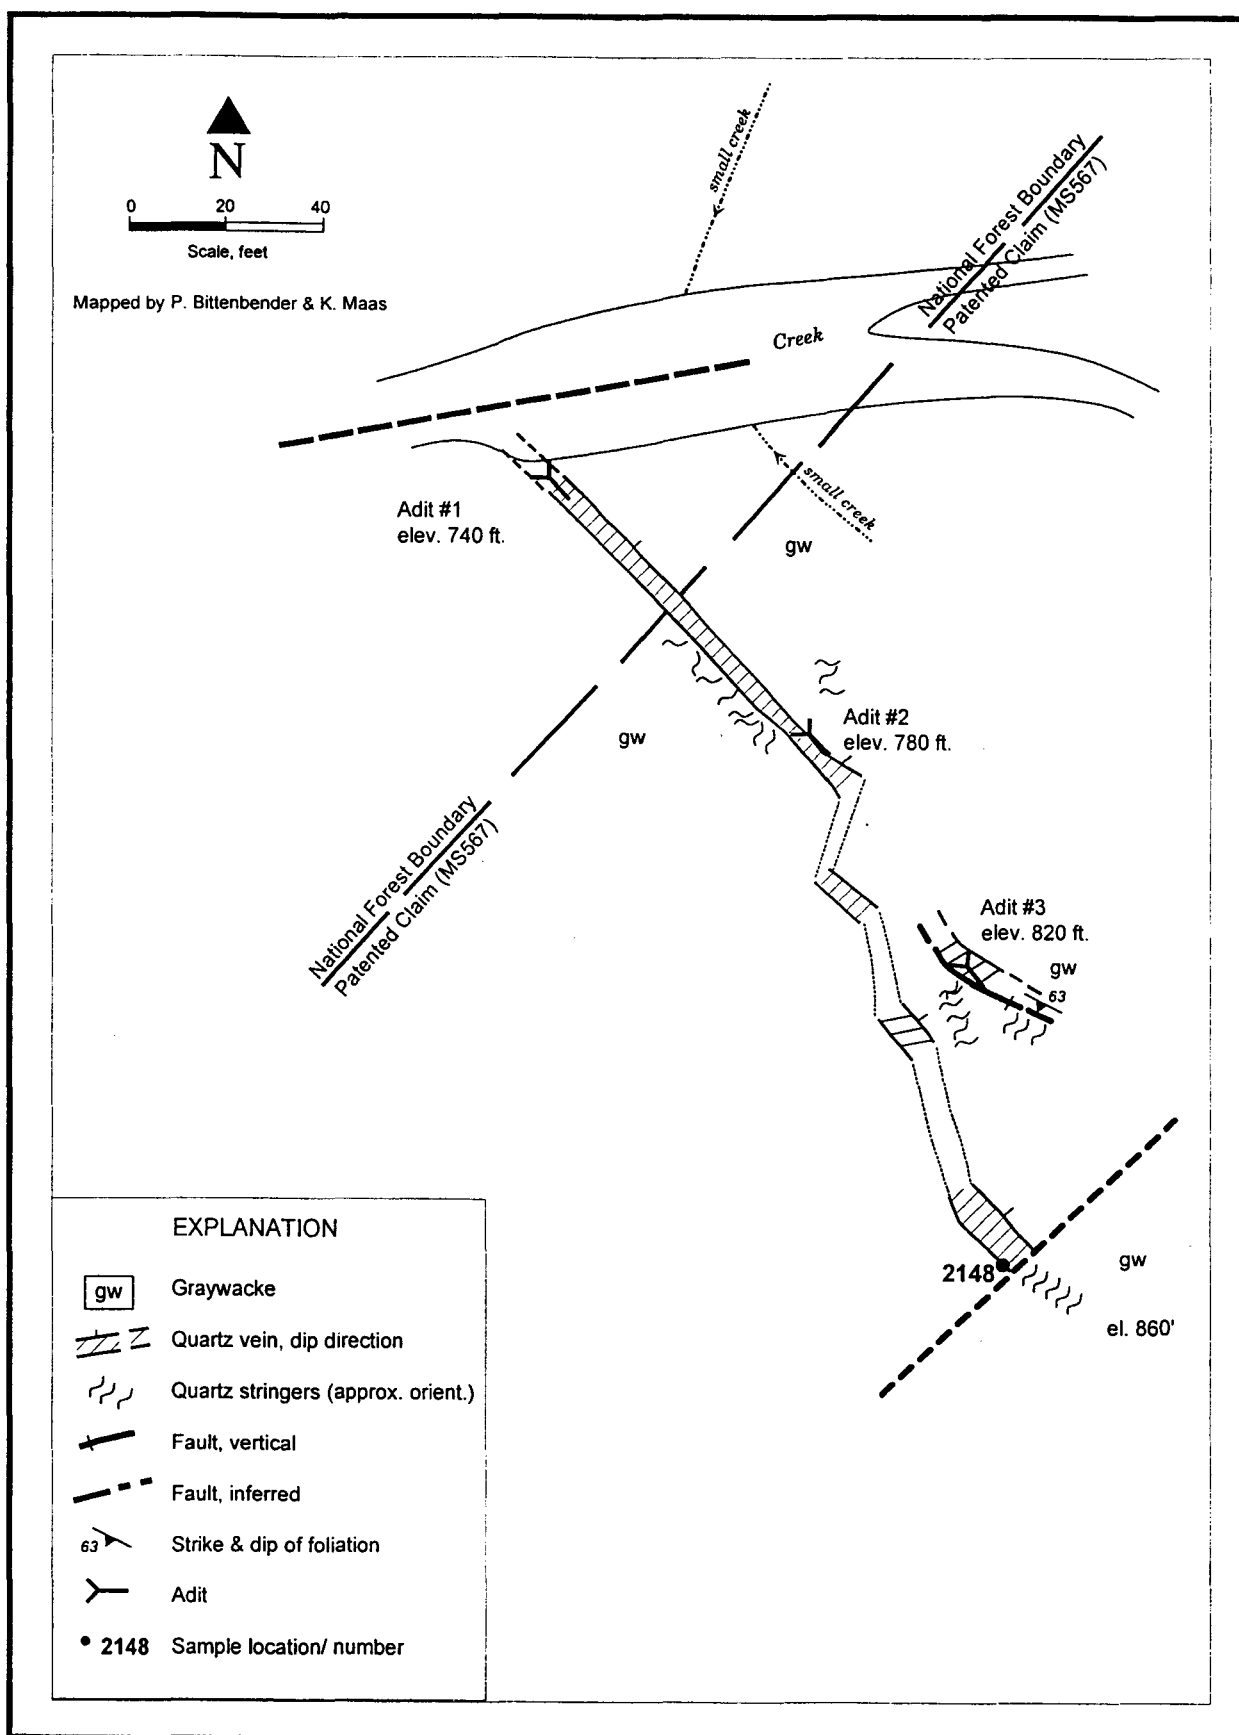 N
0 20 40
Scale, feet
Mapped by P. Bittenbender & K. Maas
small creek
National Forest Boundary
Patented Claim (MS567)
Creek
small creek
Adit #1
elev. 740 ft.
gw
Adit #2
elev. 780 ft.
gw
National Forest Boundary
Patented Claim (MS567)
Adit #3
elev. 820 ft.
gw
63
2148
gw
el. 860'
EXPLANATION
gw Graywacke
Quartz vein, dip direction
Quartz stringers (approx. orient.)
Fault, vertical
Fault, inferred
63 Strike & dip of foliation
Adit
2148 Sample location/ number